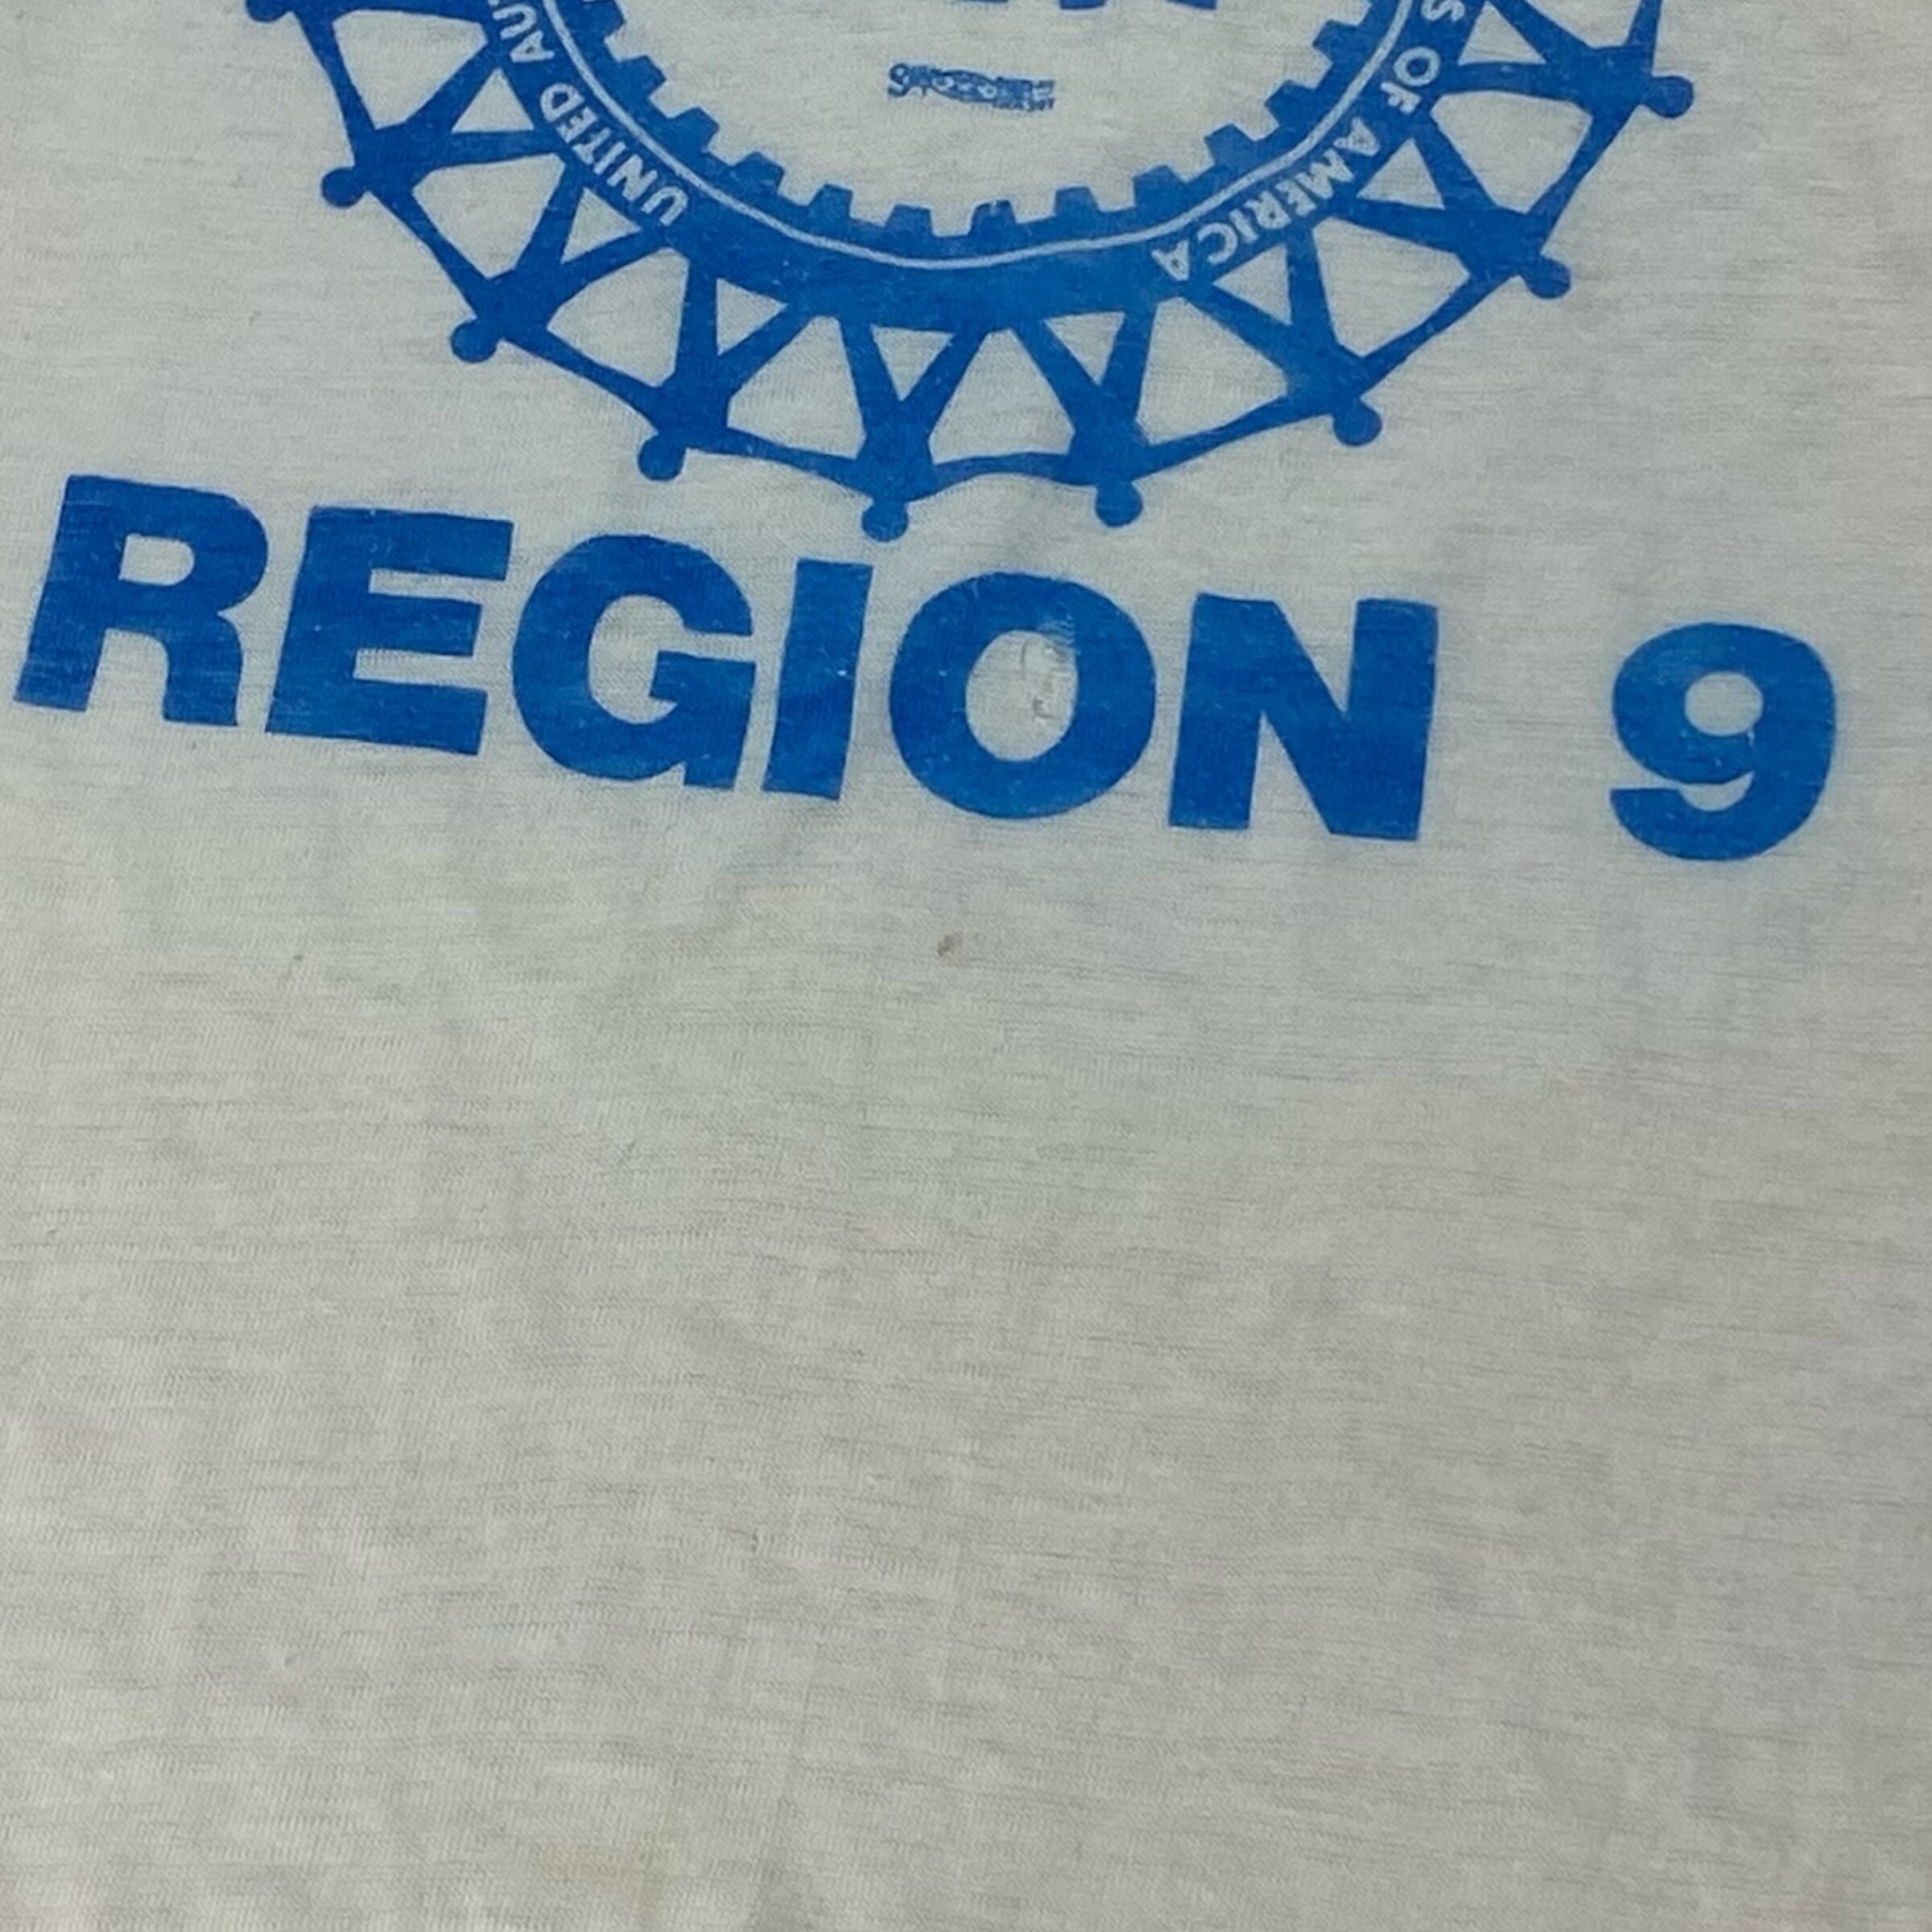 UNITED AU
S OF AMERICA
REGION 9